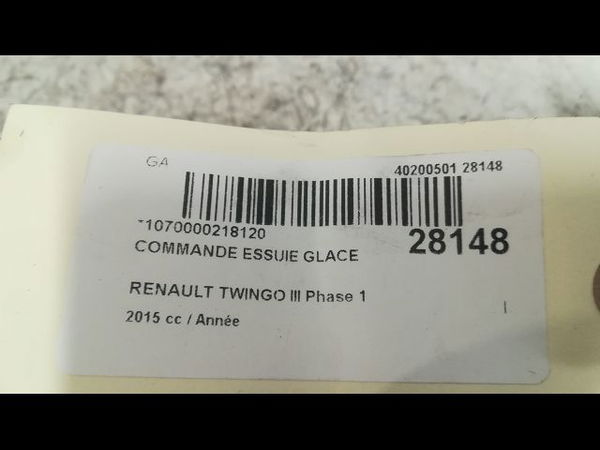 GA
40200501 28148
*1070000218120
28148
COMMANDE ESSUIE GLACE
RENAULT TWINGO III Phase 1
2015 cc / Année